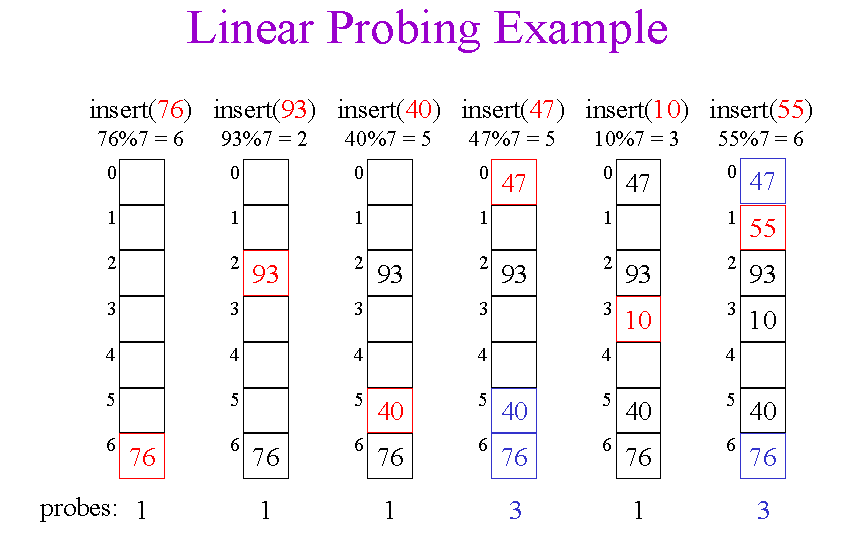 Linear Probing Example
insert(76) insert(93) insert(40) insert(47) insert(10) insert(55)
76%7 = 6 93%7 = 2 40%7 = 5 47%7 = 5 10%7 = 3 55%7 = 6
0 0 0 0 47 0 47 0 47
1 1 1 1 1 1 55
2 2 93 2 93 2 93 2 93 2 93
3 3 3 3 3 10 3 10
4 4 4 4 4 4
5 5 5 40 5 40 5 40 5 40
6 76 6 76 6 76 6 76 6 76 6 76
probes: 1 1 1 3 1 3